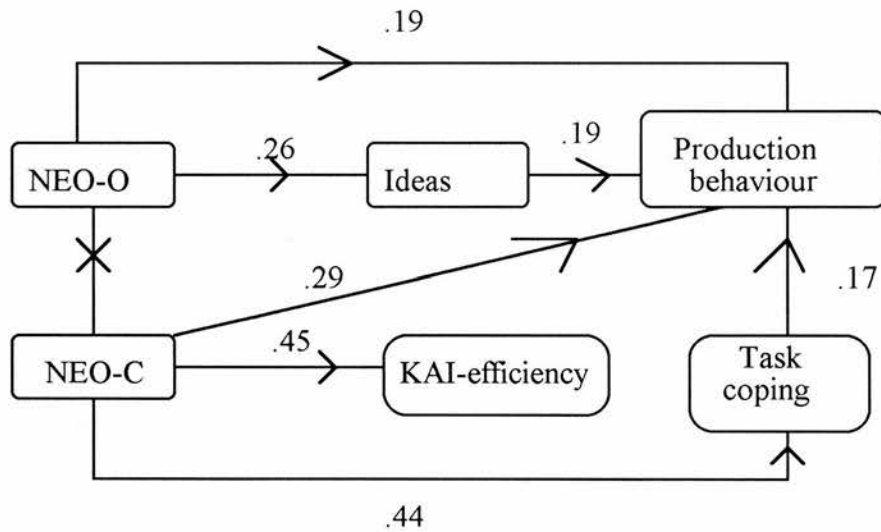 .19
.26
.19
Production
behaviour
NEO-O
Ideas
.29
.17
.45
Task
coping
NEO-C
KAI-efficiency
.44